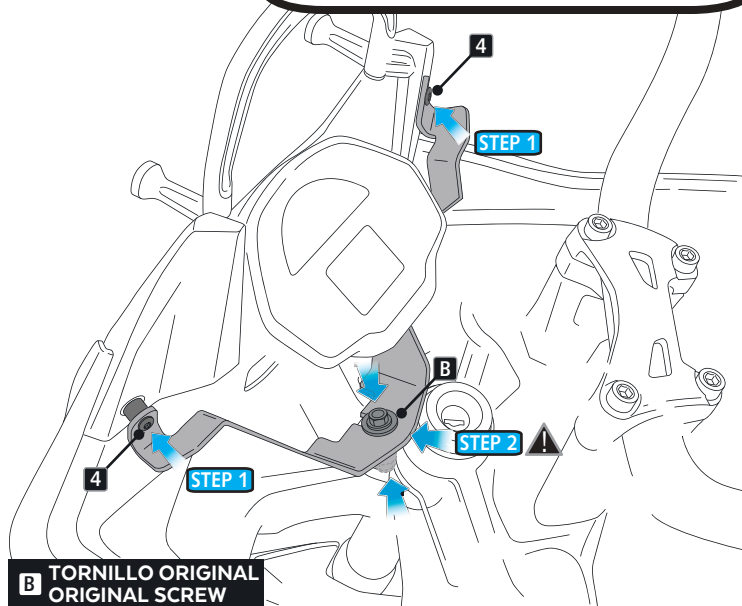 4
STEP 1
B
STEP 2
4
STEP 1
B TORNILLO ORIGINAL
ORIGINAL SCREW